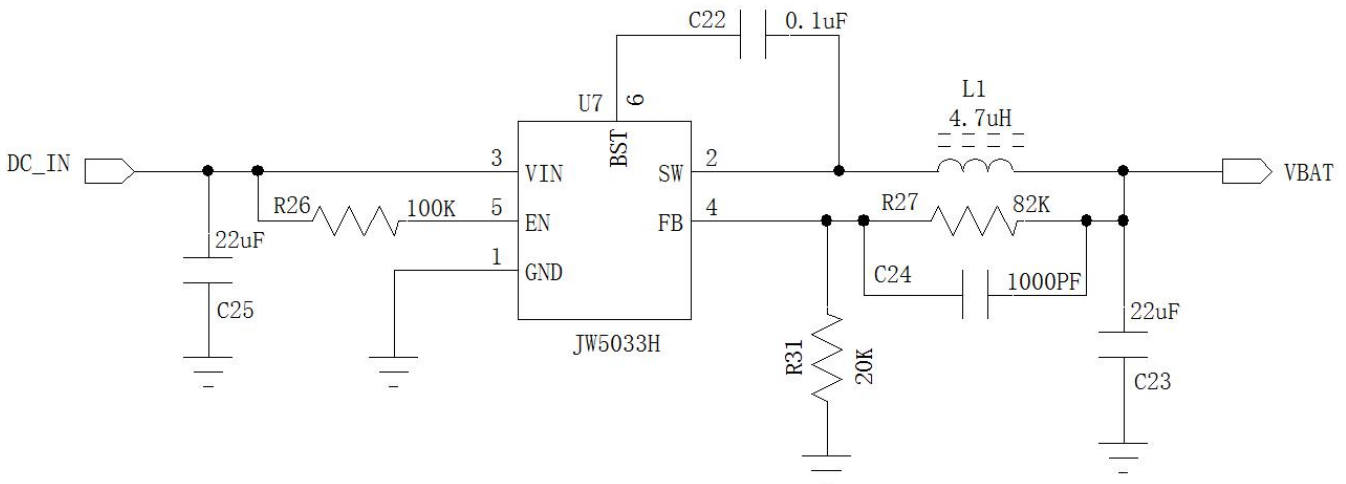 C22 0.1uF
L1
4.7uH
U7
6
BST
DC_IN
3
VIN
SW
2
VBAT
R26
100K
5
EN
FB
4
R27
82K
22uF
1
GND
C24
1000PF
C25
22uF
JW5033H
R31
20K
C23